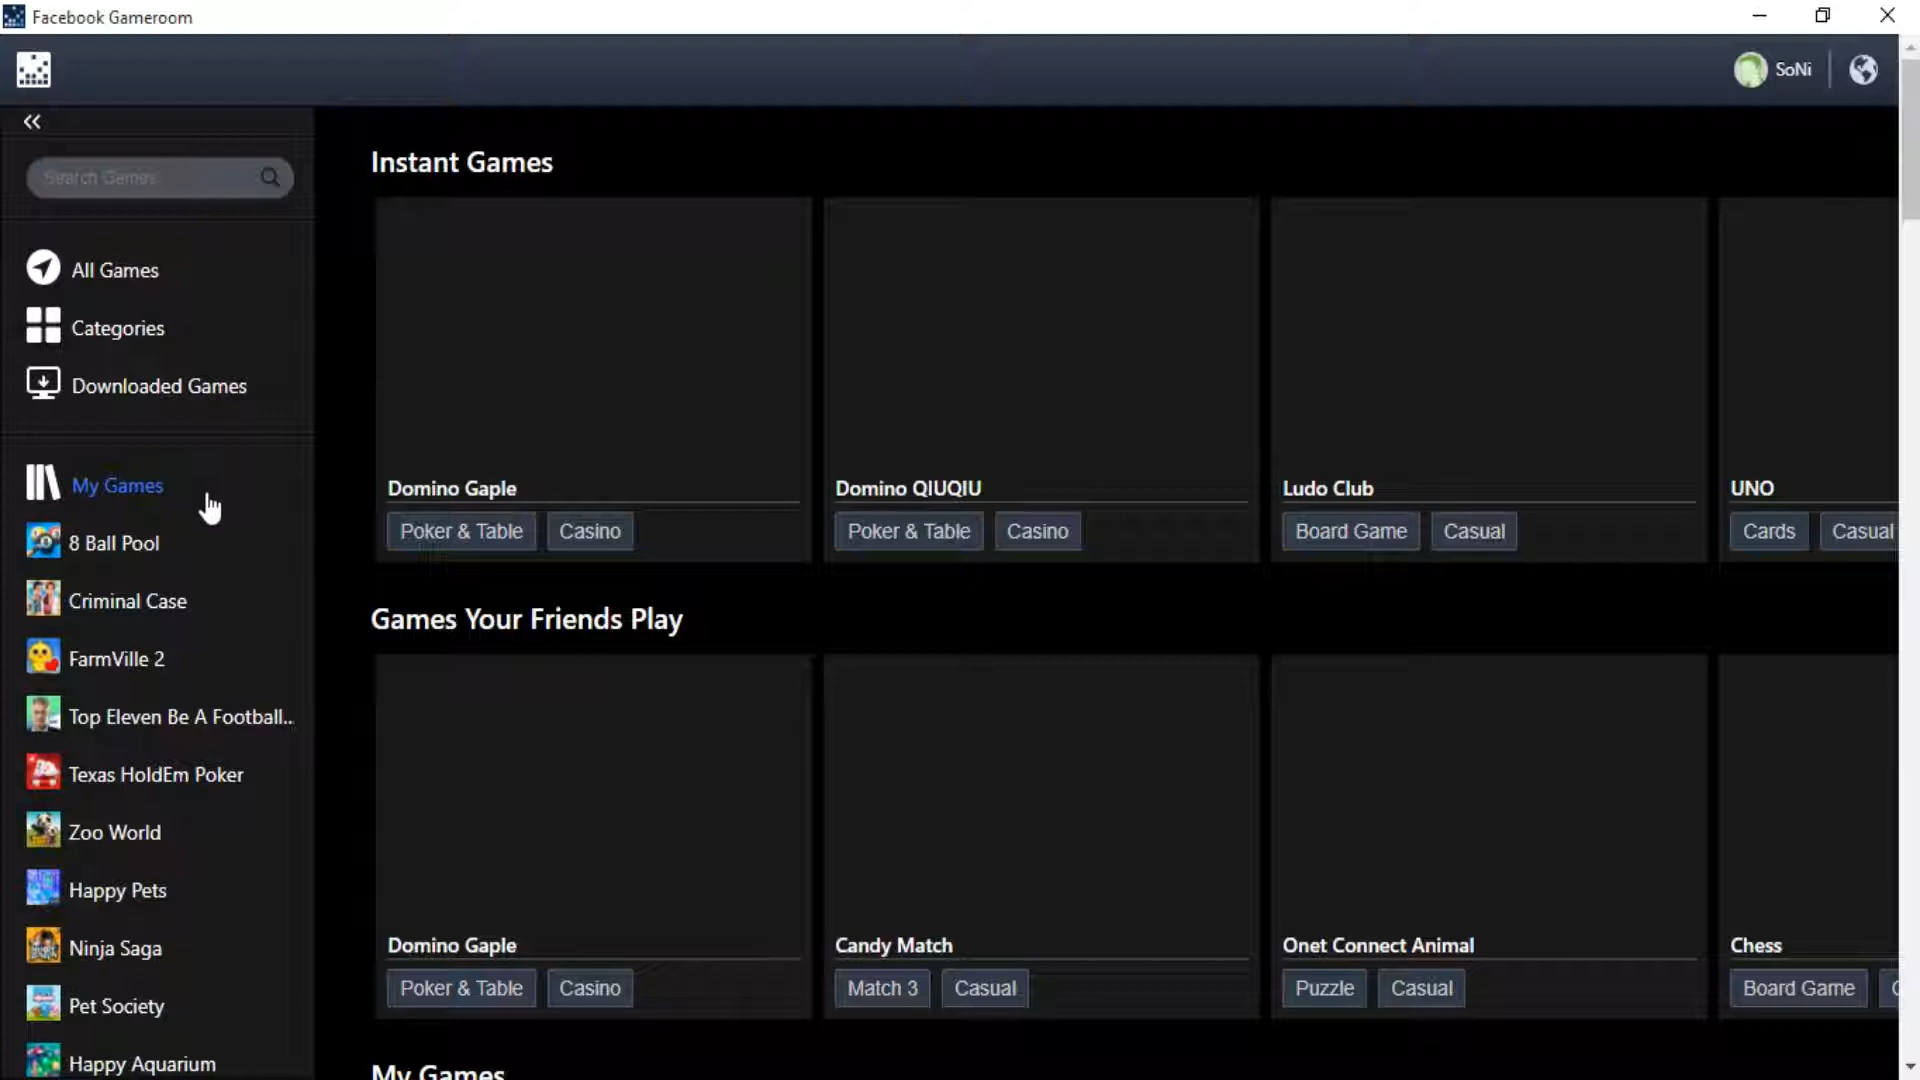 Facebook Gameroom
SoNi
Search Games
All Games
Categories
Downloaded Games
My Games
8 Ball Pool
Criminal Case
FarmVille 2
Top Eleven Be A Football...
Texas HoldEm Poker
Zoo World
Happy Pets
Ninja Saga
Pet Society
Happy Aquarium
Instant Games
Domino Gaple
Poker & Table Casino
Domino QIUQIU
Poker & Table Casino
Ludo Club
Board Game Casual
UNO
Cards Casual
Games Your Friends Play
Domino Gaple
Poker & Table Casino
Candy Match
Match 3 Casual
Onet Connect Animal
Puzzle Casual
Chess
Board Game
My Games